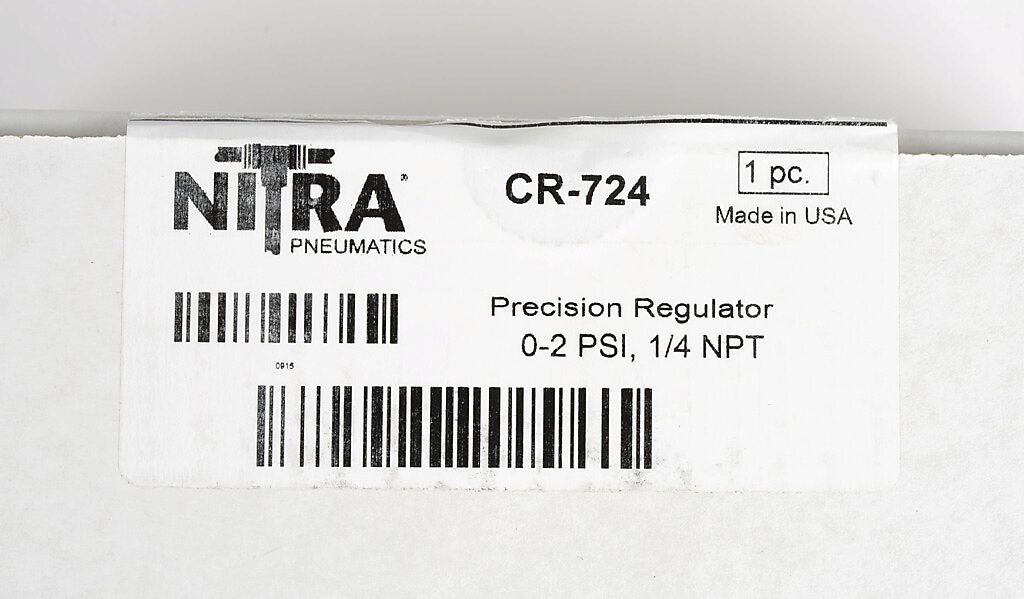 NITRA®
PNEUMATICS
CR-724
1 pc.
Made in USA
Precision Regulator
0-2 PSI, 1/4 NPT
0915